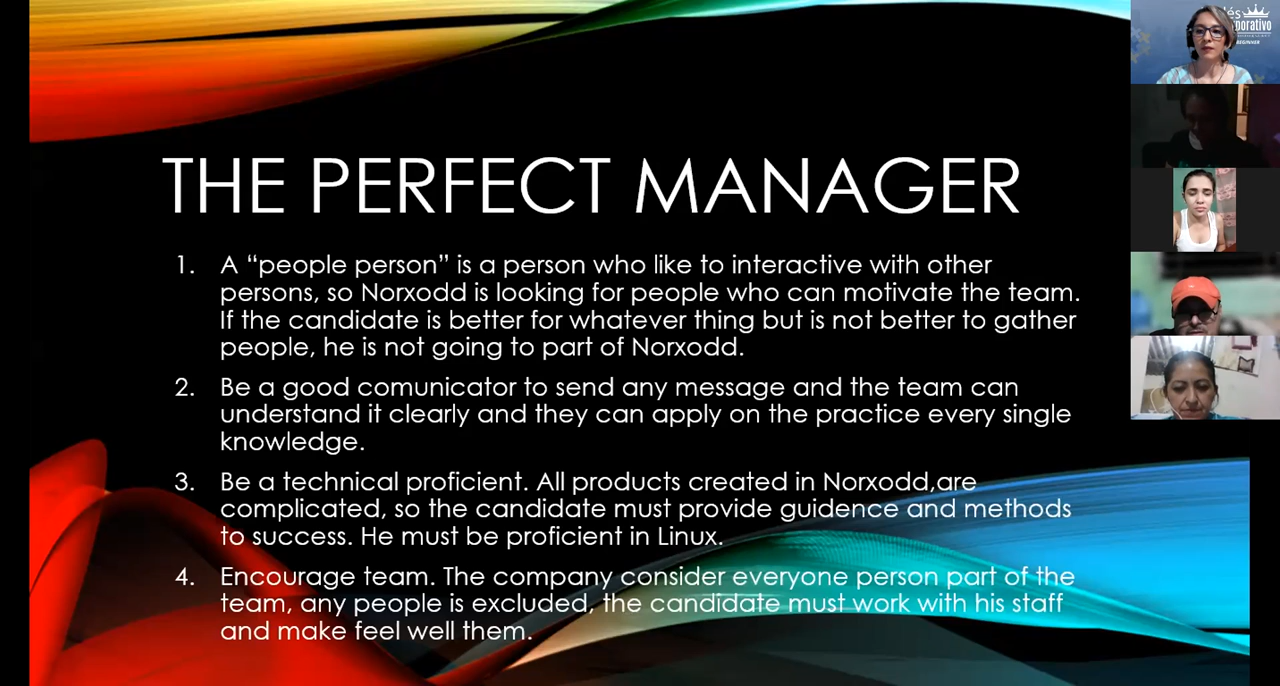 THE PERFECT MANAGER
1. A “people person” is a person who like to interactive with other
persons, so Norxodd is looking for people who can motivate the team.
If the candidate is better for whatever thing but is not better to gather
people, he is not going to part of Norxodd.
2. Be a good comunicator to send any message and the team can
understand it clearly and they can apply on the practice every single
knowledge.
3. Be a technical proficient. All products created in Norxodd,are
complicated, so the candidate must provide guidence and methods
to success. He must be proficient in Linux.
4. Encourage team. The company consider everyone person part of the
team, any people is excluded, the candidate must work with his staff
and make feel well them.
BEGINNER